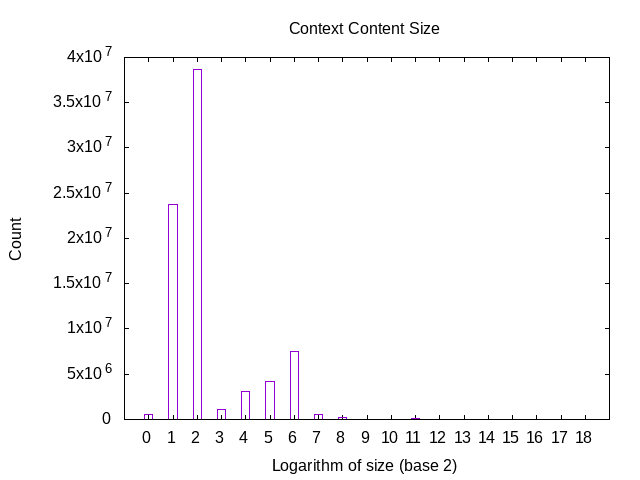 Context Content Size
4x10 7
3.5x10 7
3x10 7
2.5x10 7
2x10 7
1.5x10 7
1x10 7
5x10 6
0
Count
0 1 2 3 4 5 6 7 8 9 10 11 12 13 14 15 16 17 18
Logarithm of size (base 2)